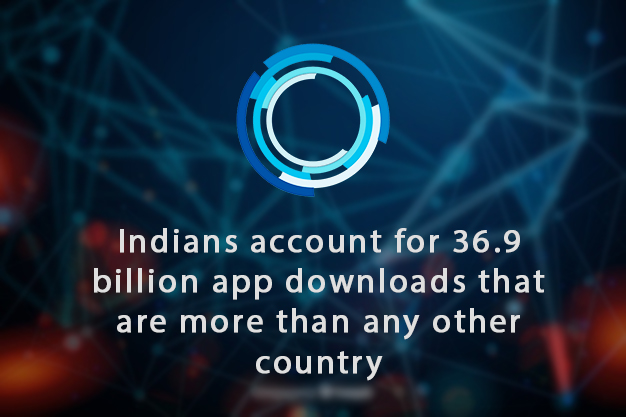 Indians account for 36.9
billion app downloads that
are more than any other
country